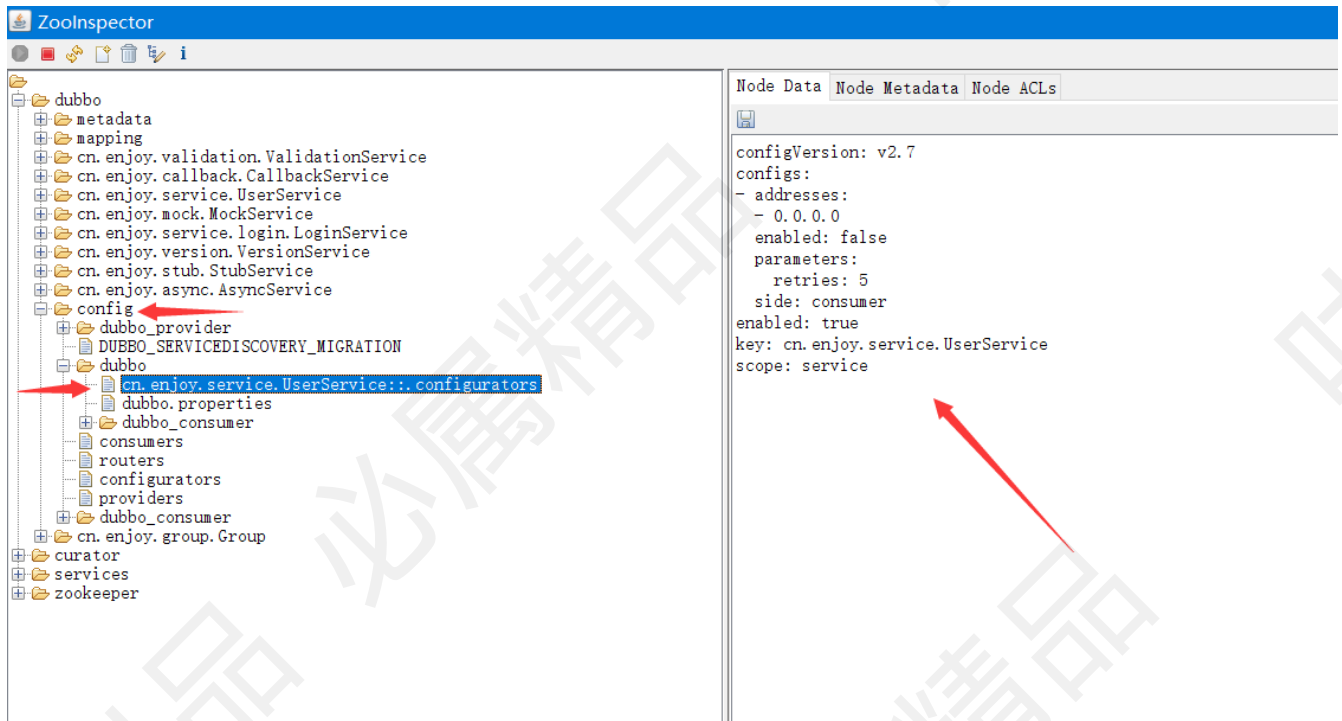 ZooInspector
i
dubbo
metadata
mapping
cn.enjoy.validation.ValidationService
cn.enjoy.callback.CallbackService
cn.enjoy.service.UserService
cn.enjoy.mock.MockService
cn.enjoy.service.login.LoginService
cn.enjoy.version.VersionService
cn.enjoy.stub.StubService
cn.enjoy.async.AsyncService
config
dubbo_provider
DUBBO_SERVICEDISCOVERY_MIGRATION
dubbo
cn.enjoy.service.UserService::.configurators
dubbo.properties
dubbo_consumer
consumers
routers
configurators
providers
dubbo_consumer
cn.enjoy.group.Group
curator
services
zookeeper
Node Data Node Metadata Node ACLs
configVersion: v2.7
configs:
- addresses:
- 0.0.0.0
enabled: false
parameters:
retries: 5
side: consumer
enabled: true
key: cn.enjoy.service.UserService
scope: service
必属精品